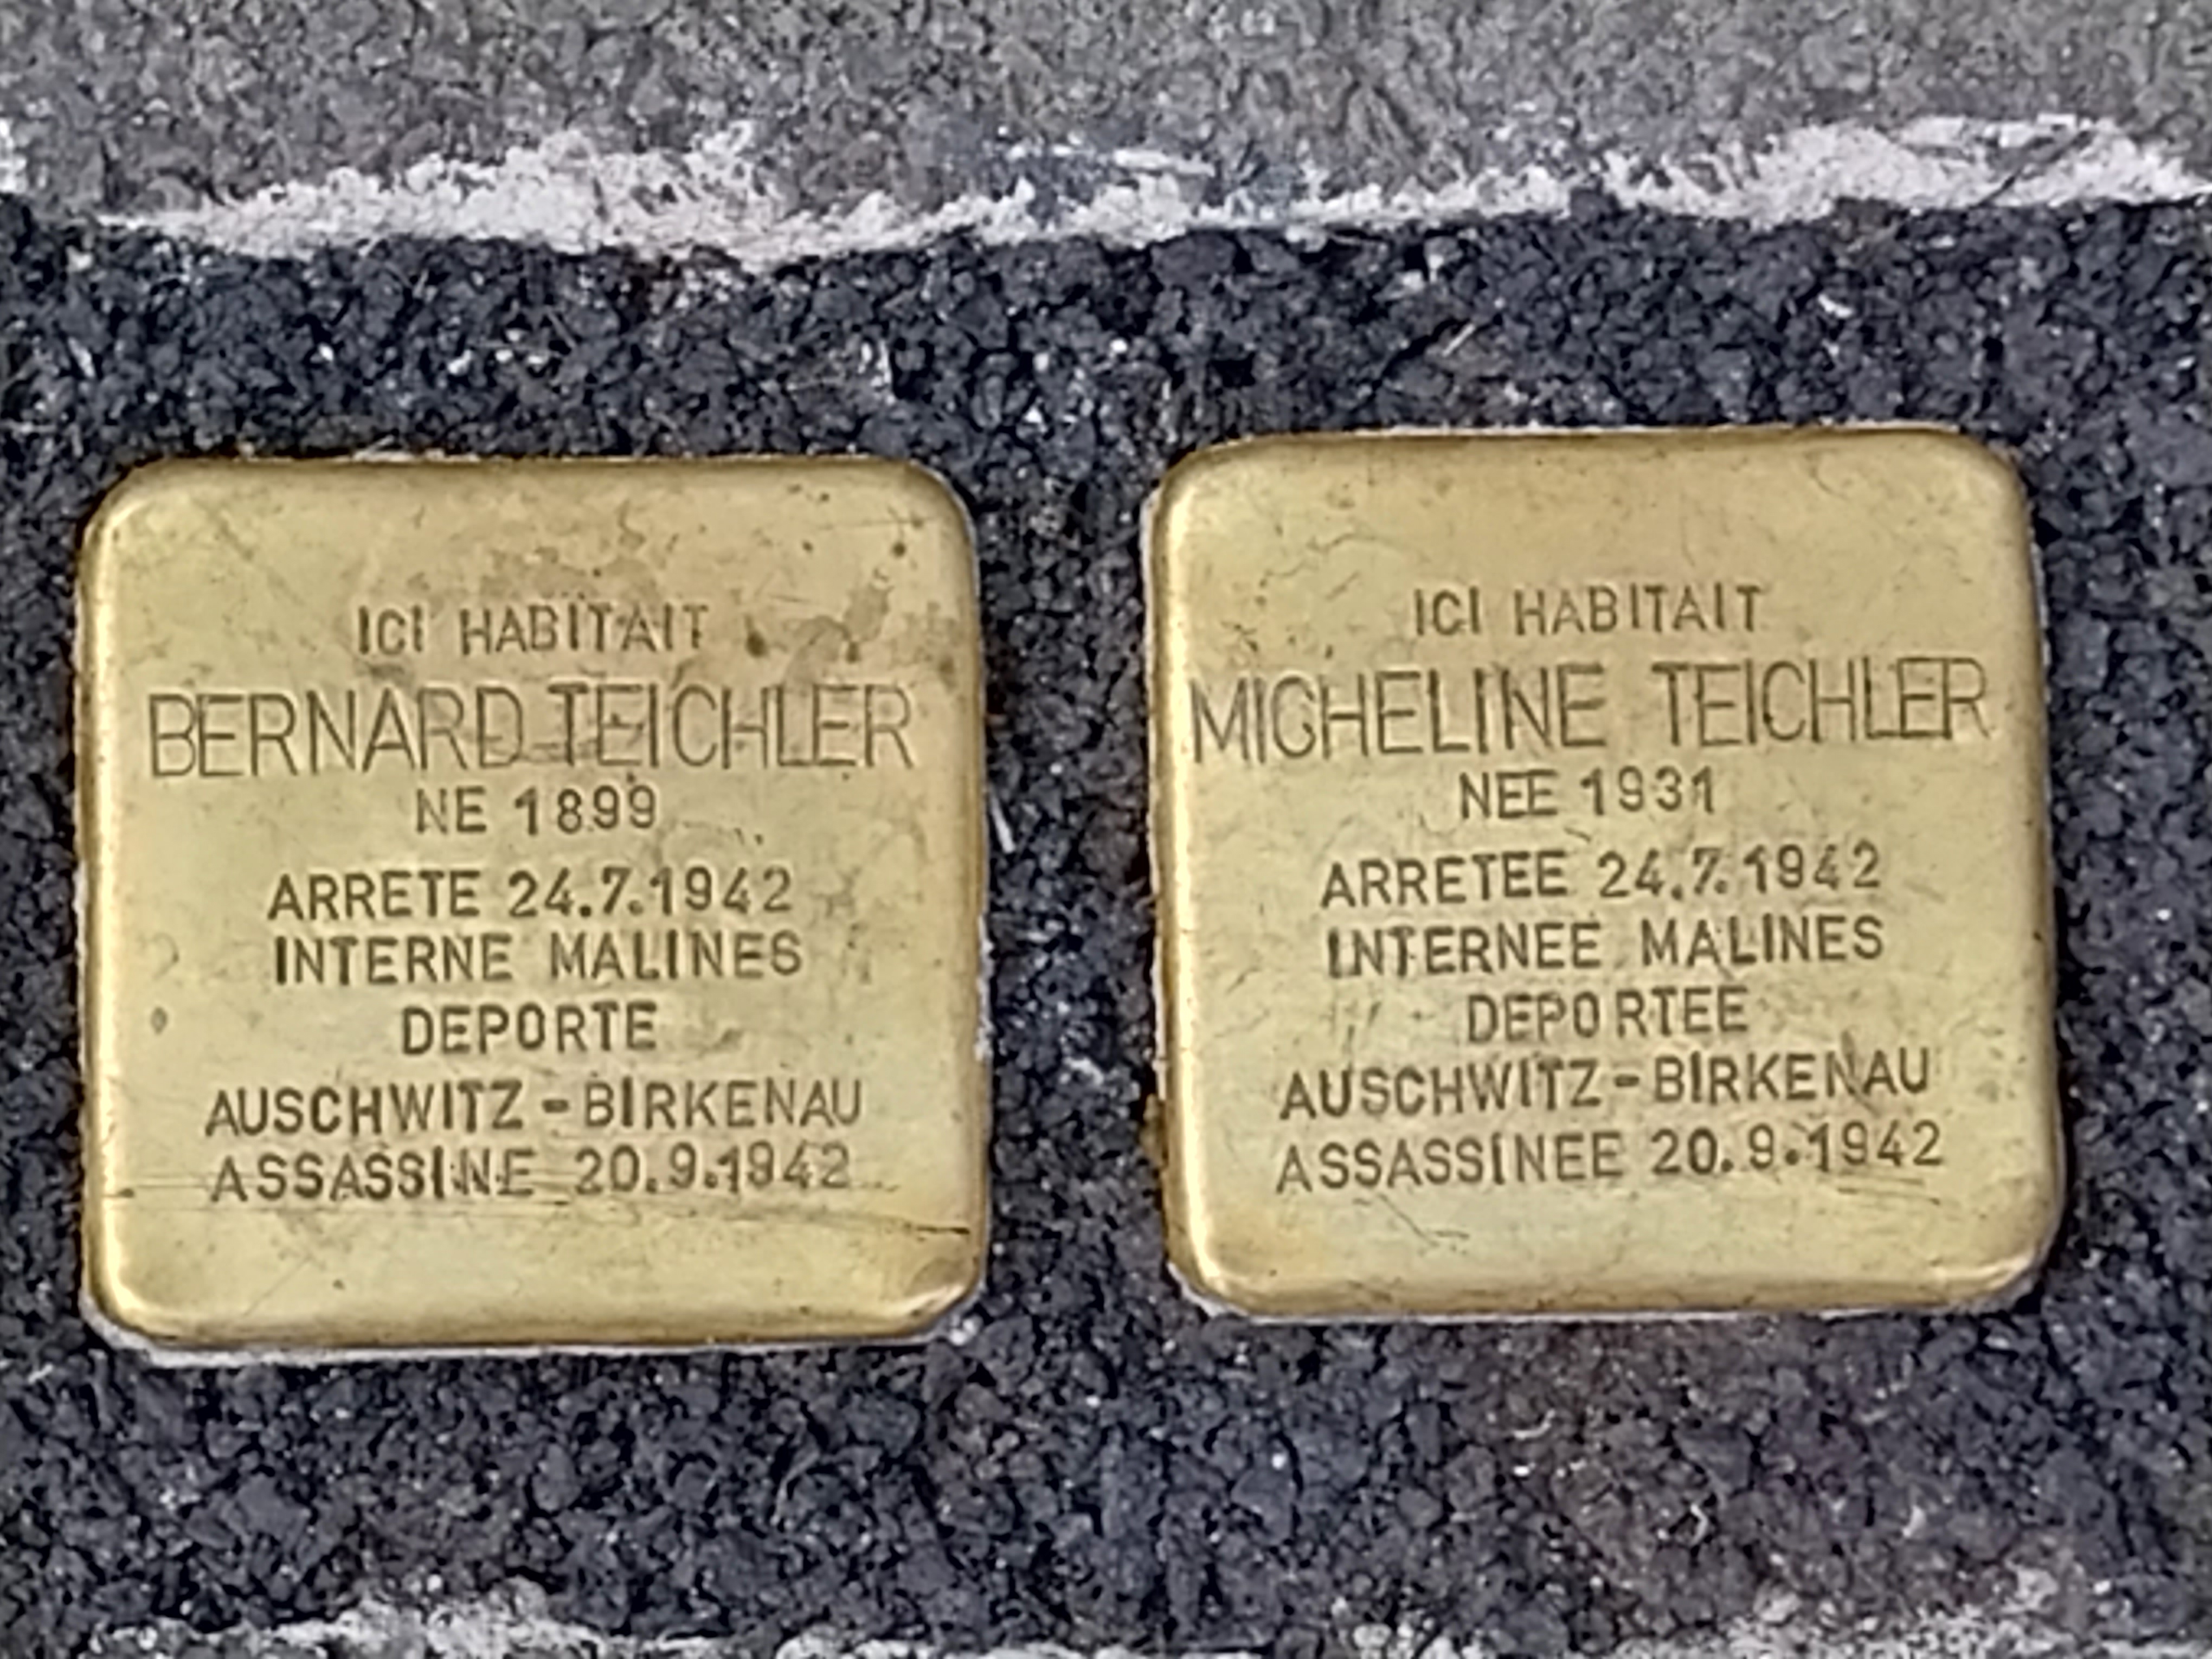 ICI HABITAIT
BERNARD TEICHLER
NE 1899
ARRETE 24.7.1942
INTERNE MALINES
DEPORTE
AUSCHWITZ-BIRKENAU
ASSASSINE 20.9.1942
ICI HABITAIT
MICHELINE TEICHLER
NEE 1931
ARRETEE 24.7.1942
INTERNEE MALINES
DEPORTEE
AUSCHWITZ-BIRKENAU
ASSASSINEE 20.9.1942